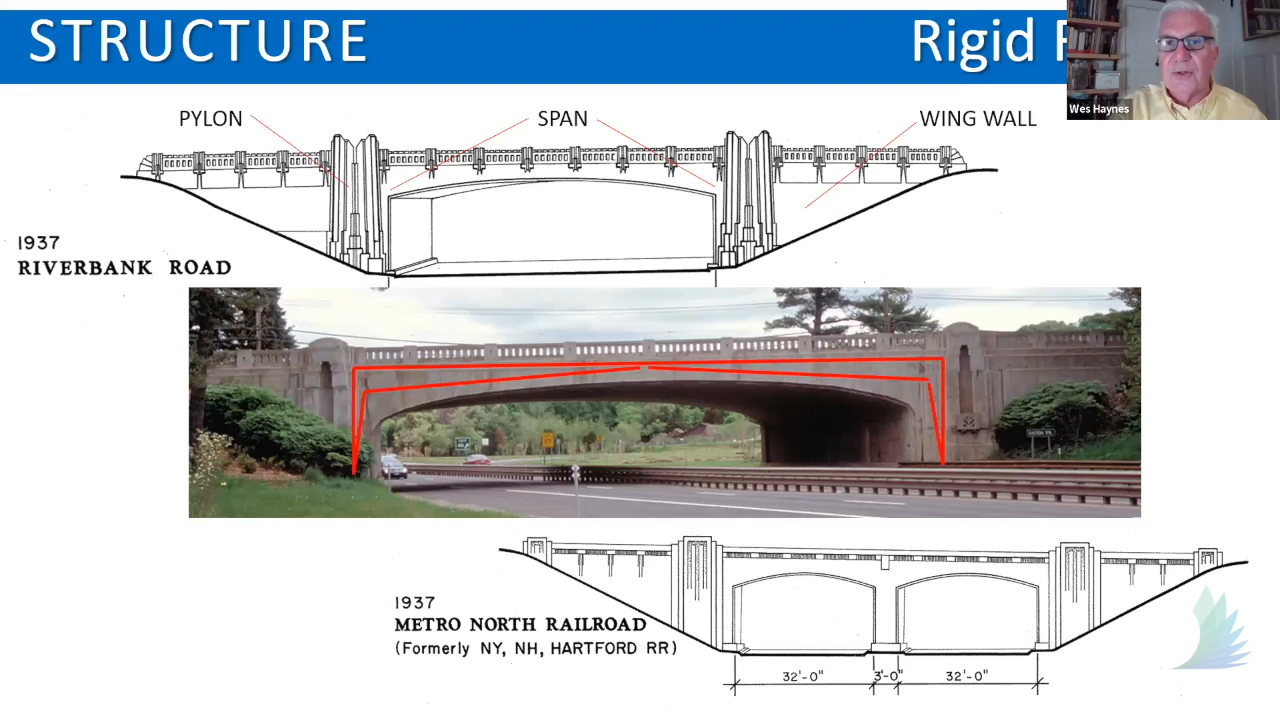 STRUCTURE
Rigid
Wes Haynes
PYLON
SPAN
WING WALL
1937
RIVERBANK ROAD
1937
METRO NORTH RAILROAD
(Formerly NY, NH, HARTFORD RR)
32'-0"
3'-0"
32'-0"